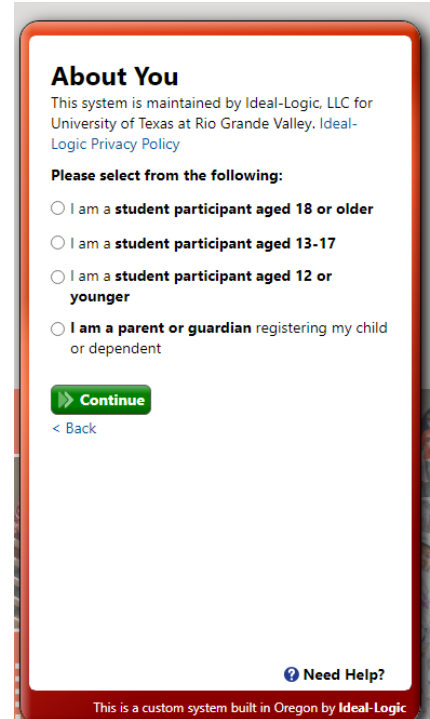 About You
This system is maintained by Ideal-Logic, LLC for
University of Texas at Rio Grande Valley. Ideal-
Logic Privacy Policy
Please select from the following:
I am a student participant aged 18 or older
I am a student participant aged 13-17
I am a student participant aged 12 or
younger
I am a parent or guardian registering my child
or dependent
Continue
< Back
? Need Help?
This is a custom system built in Oregon by Ideal-Logic